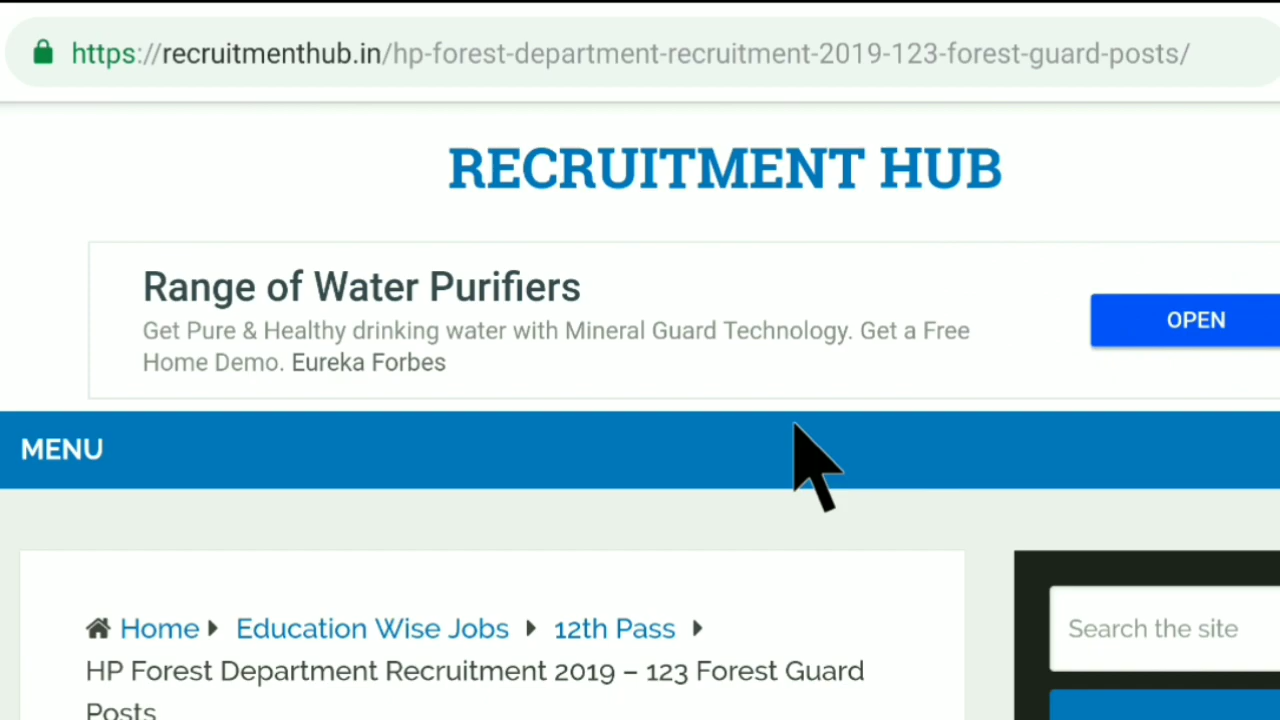 https://recruitmenthub.in/hp-forest-department-recruitment-2019-123-forest-guard-posts/
RECRUITMENT HUB
Range of Water Purifiers
Get Pure & Healthy drinking water with Mineral Guard Technology. Get a Free
Home Demo. Eureka Forbes
OPEN
MENU
Home Education Wise Jobs 12th Pass
Search the site
HP Forest Department Recruitment 2019 – 123 Forest Guard
Posts